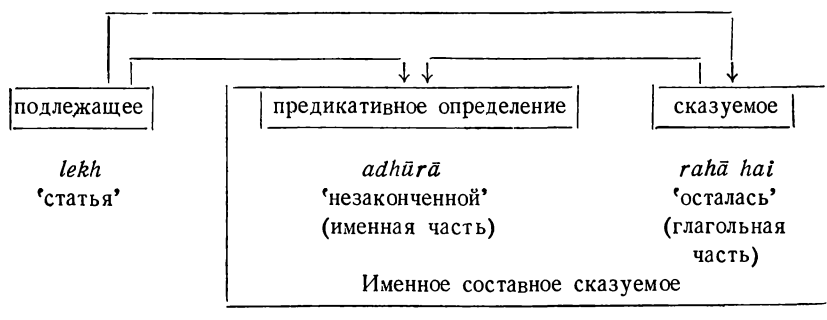 подлежащее предикативное определение сказуемое
lekh adhūrā rahā hai
‘статья’ ‘незаконченной’ ‘осталась’
(именная часть) (глагольная
часть)
Именное составное сказуемое